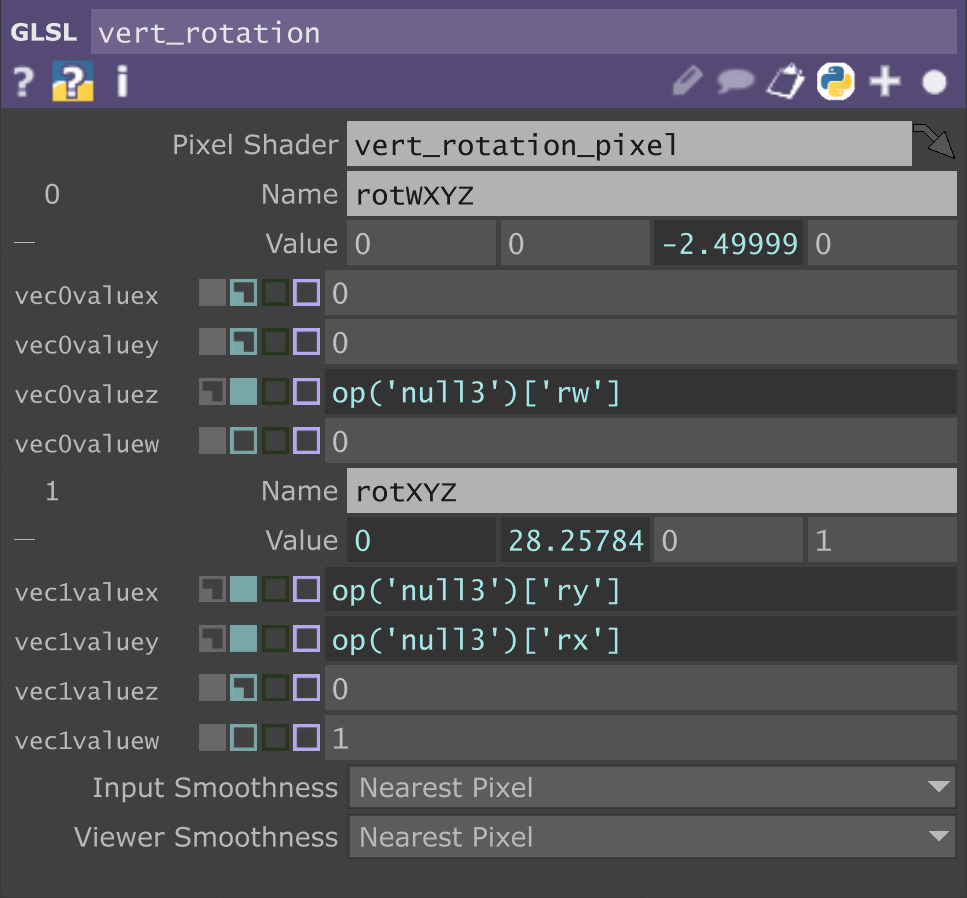 GLSL vert_rotation
? ? i
Pixel Shader vert_rotation_pixel
0 Name rotWXYZ
Value 0 0 -2.49999 0
vec0valuex 0
vec0valuey 0
vec0valuez op('null3')['rw']
vec0valuew 0
1 Name rotXYZ
Value 0 28.25784 0 1
vec1valuex op('null3')['ry']
vec1valuey op('null3')['rx']
vec1valuez 0
vec1valuew 1
Input Smoothness Nearest Pixel
Viewer Smoothness Nearest Pixel